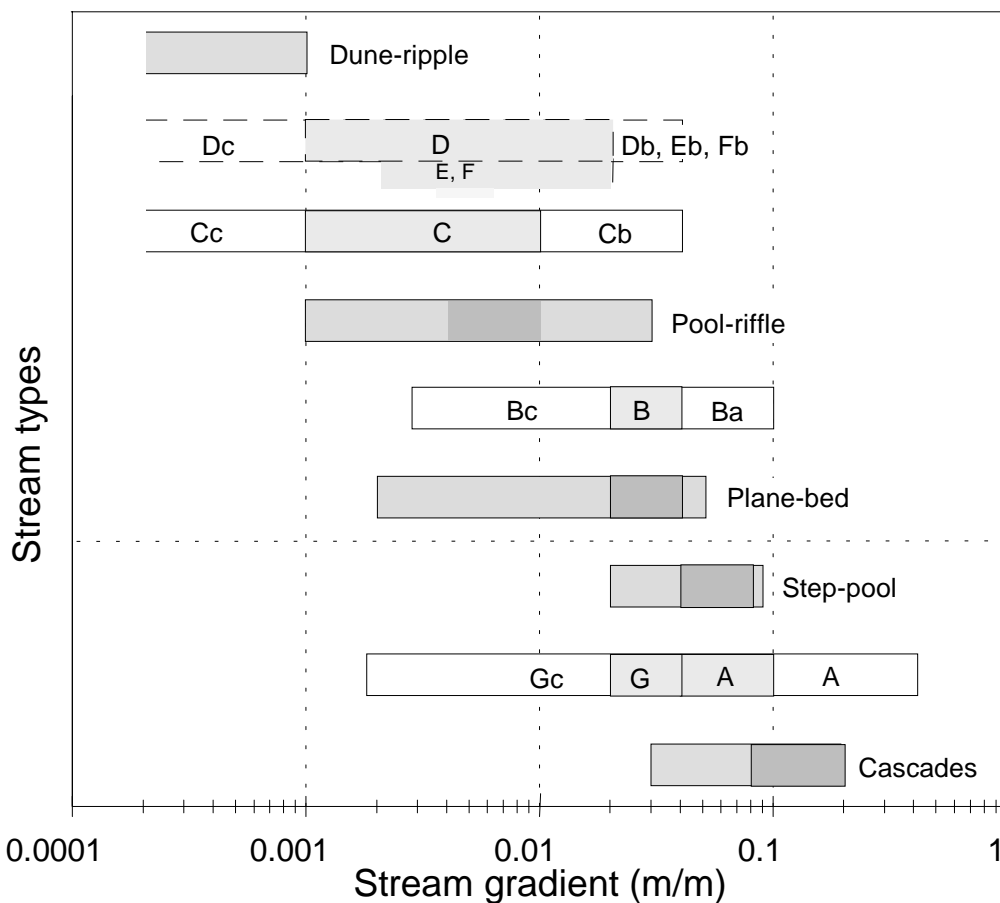 Dune-ripple
Dc D Db, Eb, Fb
E, F
Cc C Cb
Pool-riffle
Bc B Ba
Plane-bed
Step-pool
Gc G A A
Cascades
Stream types
0.0001 0.001 0.01 0.1 1
Stream gradient (m/m)